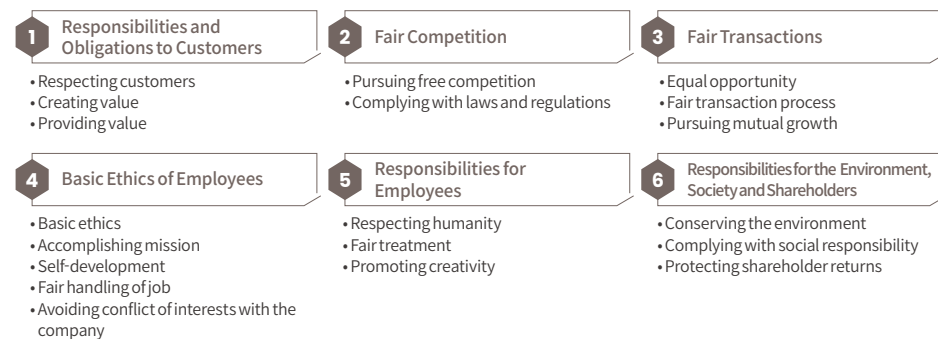 1
Responsibilities and
Obligations to Customers
• Respecting customers
• Creating value
• Providing value
2
Fair Competition
• Pursuing free competition
• Complying with laws and regulations
3
Fair Transactions
• Equal opportunity
• Fair transaction process
• Pursuing mutual growth
4
Basic Ethics of Employees
• Basic ethics
• Accomplishing mission
• Self-development
• Fair handling of job
• Avoiding conflict of interests with the
company
5
Responsibilities for
Employees
• Respecting humanity
• Fair treatment
• Promoting creativity
6
Responsibilities for the Environment,
Society and Shareholders
• Conserving the environment
• Complying with social responsibility
• Protecting shareholder returns